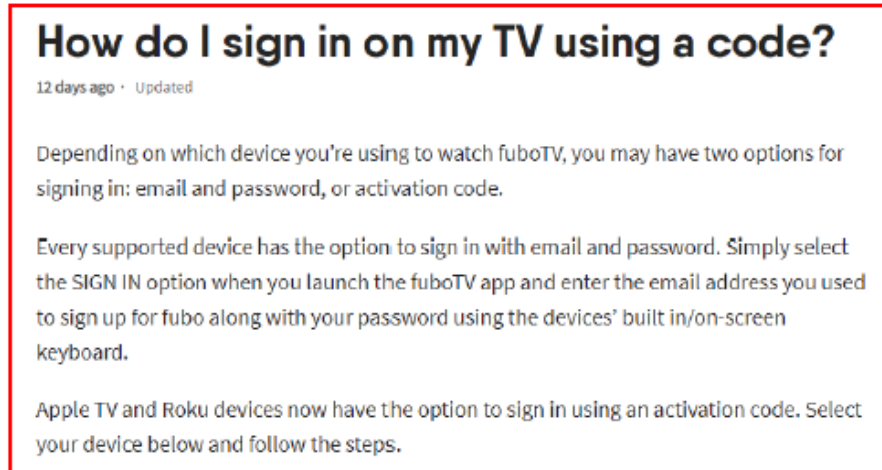 How do I sign in on my TV using a code?
12 days ago · Updated
Depending on which device you're using to watch fuboTV, you may have two options for
signing in: email and password, or activation code.
Every supported device has the option to sign in with email and password. Simply select
the SIGN IN option when you launch the fuboTV app and enter the email address you used
to sign up for fubo along with your password using the devices' built in/on-screen
keyboard.
Apple TV and Roku devices now have the option to sign in using an activation code. Select
your device below and follow the steps.